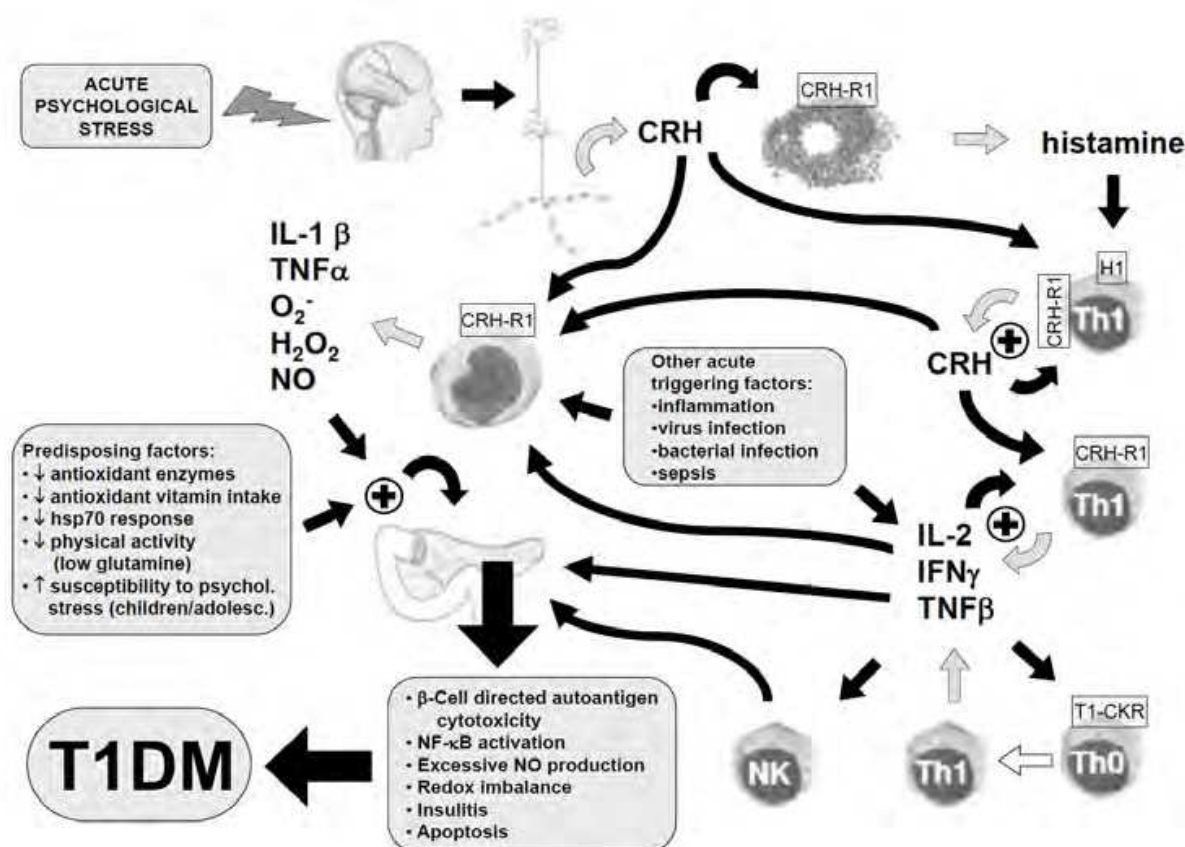 ACUTE
PSYCHOLOGICAL
STRESS
CRH
CRH-R1
histamine
IL-1 β
TNFα
O₂⁻
H₂O₂
NO
CRH-R1
H1
CRH-R1
Th1
CRH
Other acute
triggering factors:
•inflammation
•virus infection
•bacterial infection
•sepsis
CRH-R1
Th1
Predisposing factors:
• ↓ antioxidant enzymes
• ↓ antioxidant vitamin intake
• ↓ hsp70 response
• ↓ physical activity
(low glutamine)
• ↑ susceptibility to psychol.
stress (children/adolesc.)
IL-2
IFNγ
TNFβ
• β-Cell directed autoantigen
cytotoxicity
• NF-κB activation
• Excessive NO production
• Redox imbalance
• Insulitis
• Apoptosis
T1DM
NK
Th1
T1-CKR
Th0